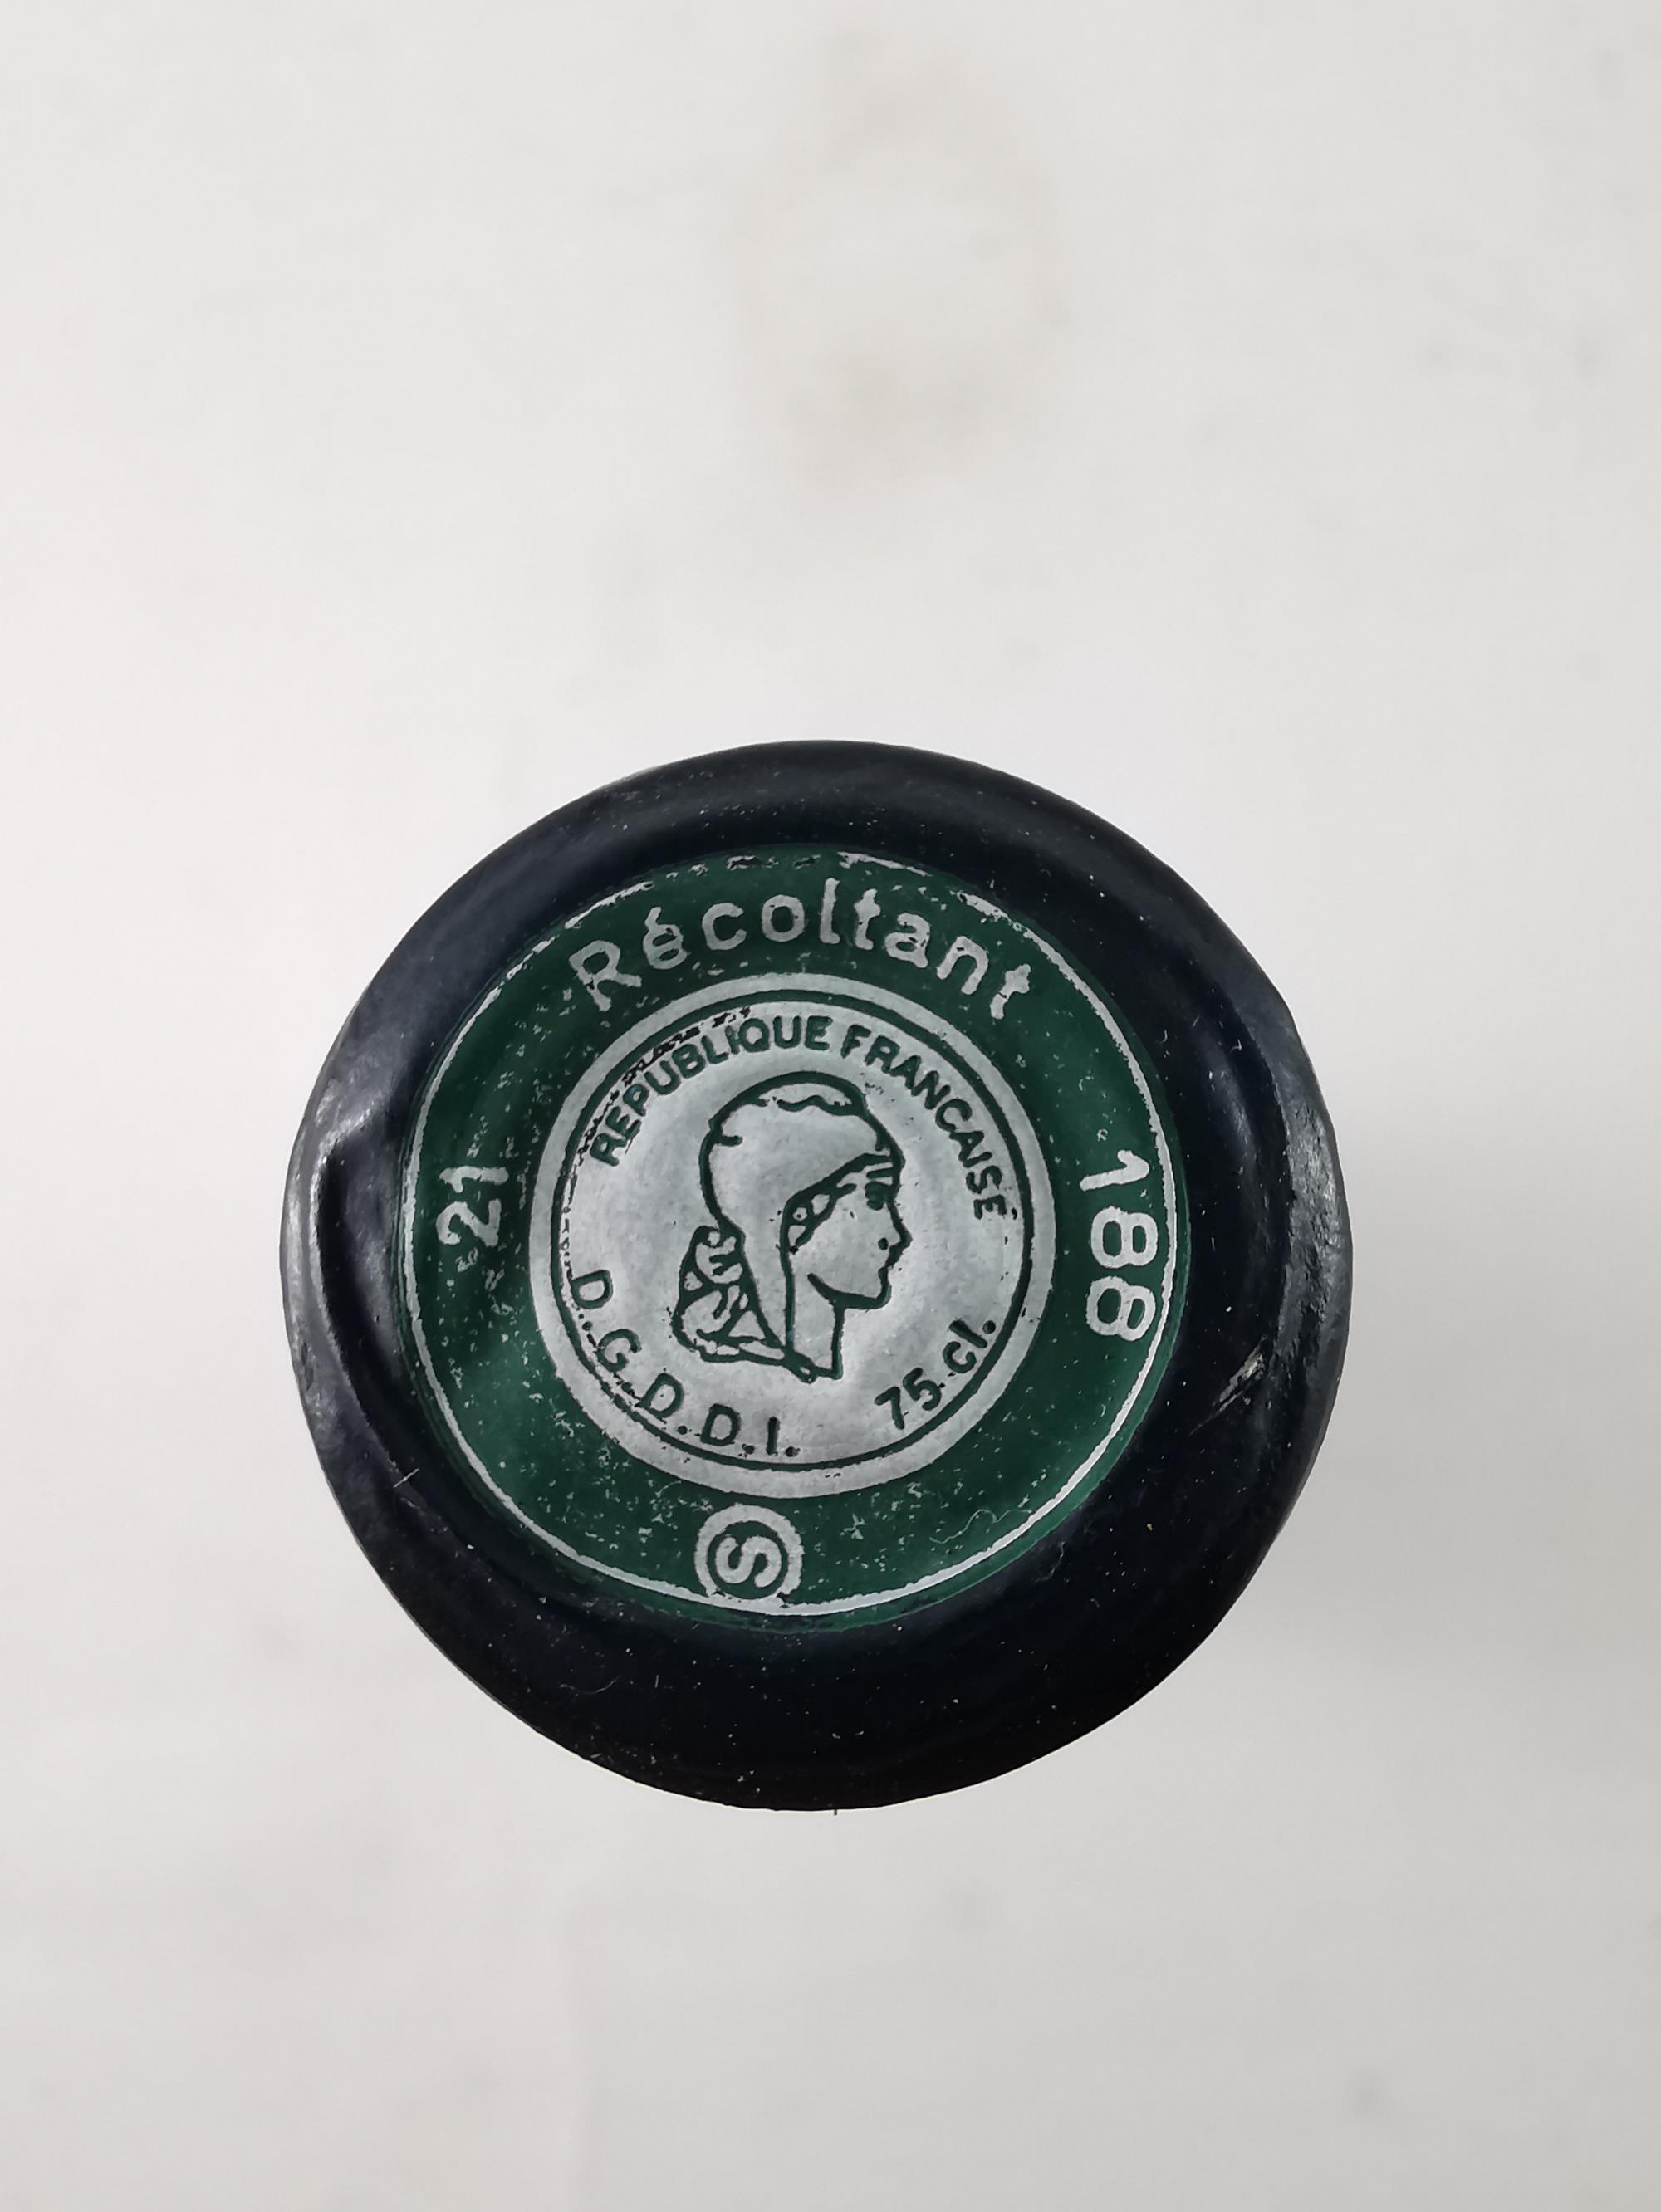 Récoltant
21
188
REPUBLIQUE FRANCAISE
D.G.D.D.I.
75 cl.
S